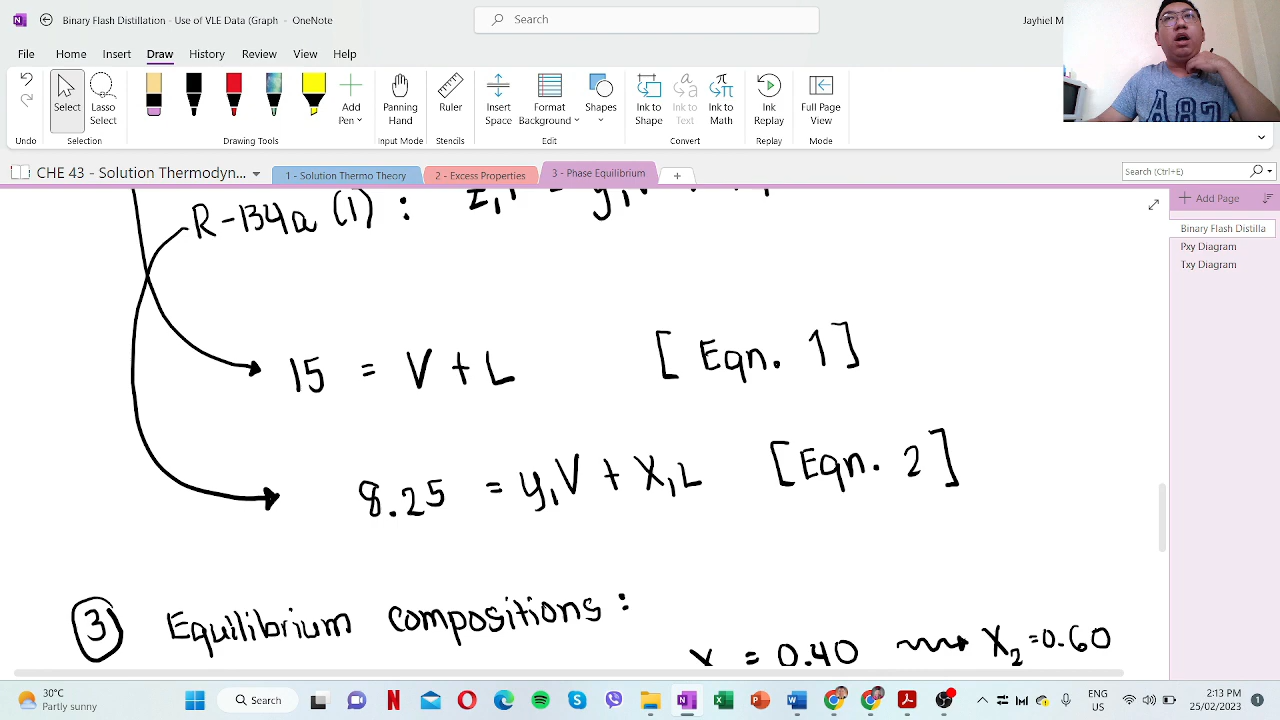 Binary Flash Distillation - Use of VLE Data (Graph - OneNote
Search
Jayhiel M
File Home Insert Draw History Review View Help
Undo
Select
Lasso Select
Add Pen
Panning Hand
Ruler
Insert Space
Format Background
Shapes
Ink to Shape
Ink to Text
Ink to Math
Ink Replay
Full Page View
Undo Drawing Tools Input Mode Stencils Edit Convert Replay Mode
CHE 43 - Solution Thermodyn...
1 - Solution Thermo Theory
2 - Excess Properties
3 - Phase Equilibrium
Search (Ctrl+E)
Add Page
Binary Flash Distilla
Pxy Diagram
Txy Diagram
R-134a (1) :
15 = V + L [Eqn. 1]
8.25 = y₁V + x₁L [Eqn. 2]
3 Equilibrium compositions :
= 0.40 x₂ = 0.60
A87
30°C
Partly sunny
Search
ENG
US
2:13 PM
25/02/2023